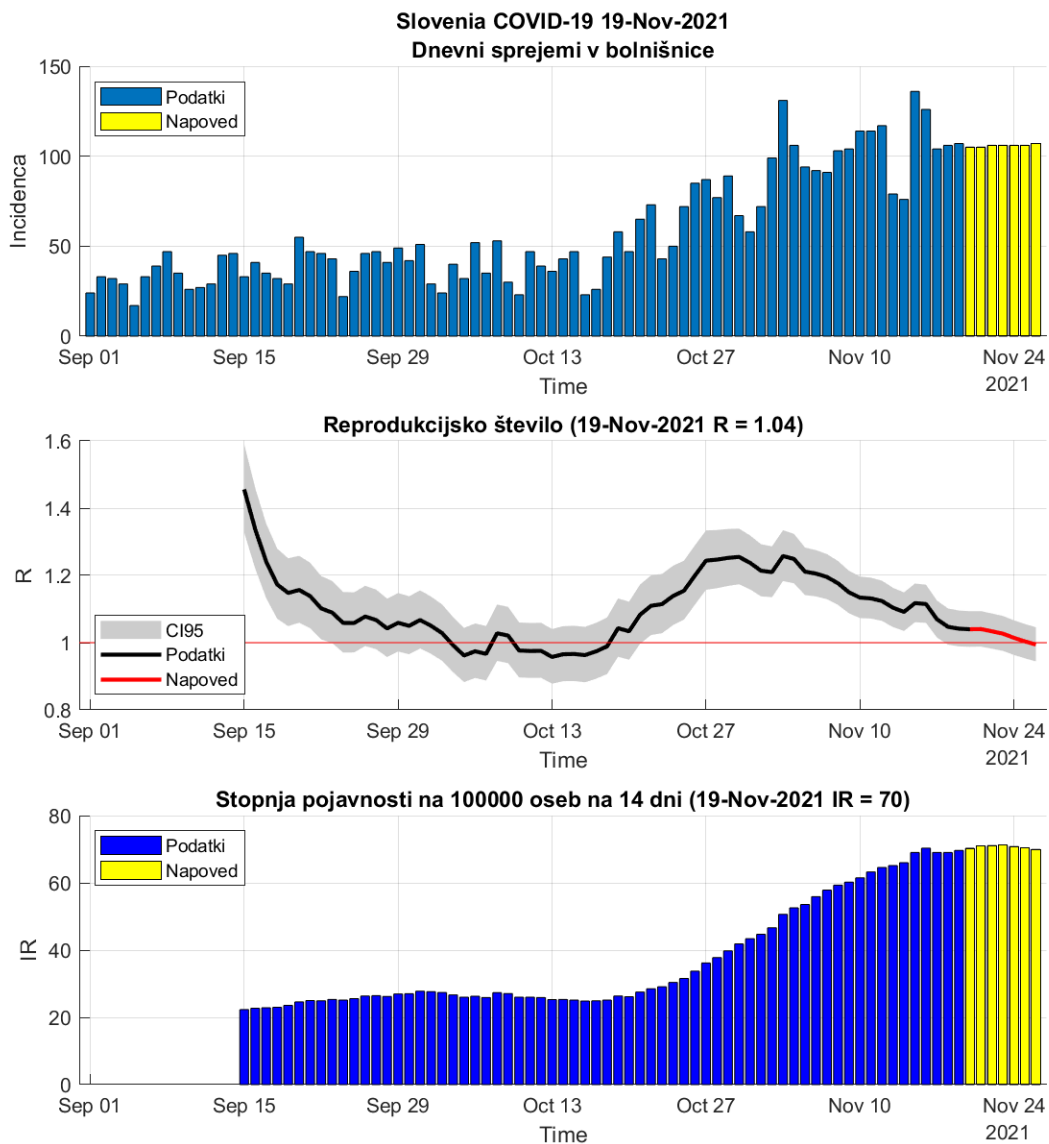 Slovenia COVID-19 19-Nov-2021
Dnevni sprejemi v bolnišnice
150
100
50
0
Incidenca
Podatki
Napoved
Sep 01 Sep 15 Sep 29 Oct 13 Oct 27 Nov 10 Nov 24
Time 2021
Reprodukcijsko število (19-Nov-2021 R = 1.04)
1.6
1.4
1.2
1
0.8
R
CI95
Podatki
Napoved
Sep 01 Sep 15 Sep 29 Oct 13 Oct 27 Nov 10 Nov 24
Time 2021
Stopnja pojavnosti na 100000 oseb na 14 dni (19-Nov-2021 IR = 70)
80
60
40
20
0
IR
Podatki
Napoved
Sep 01 Sep 15 Sep 29 Oct 13 Oct 27 Nov 10 Nov 24
Time 2021